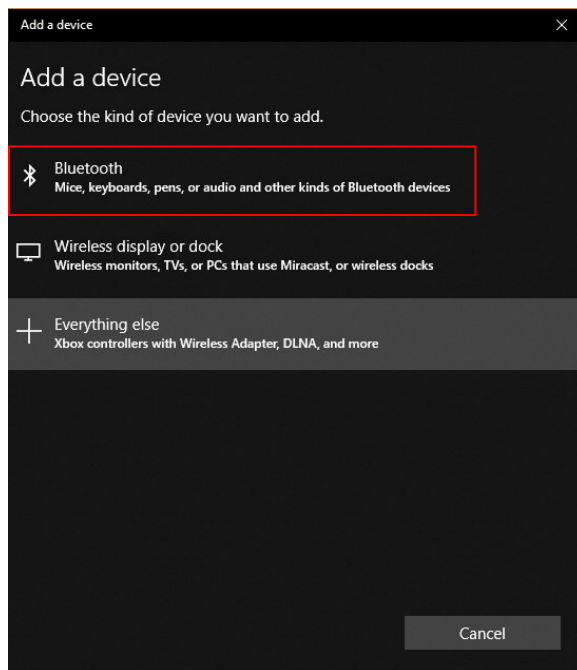 Add a device
Add a device
Choose the kind of device you want to add.
Bluetooth
Mice, keyboards, pens, or audio and other kinds of Bluetooth devices
Wireless display or dock
Wireless monitors, TVs, or PCs that use Miracast, or wireless docks
Everything else
Xbox controllers with Wireless Adapter, DLNA, and more
Cancel